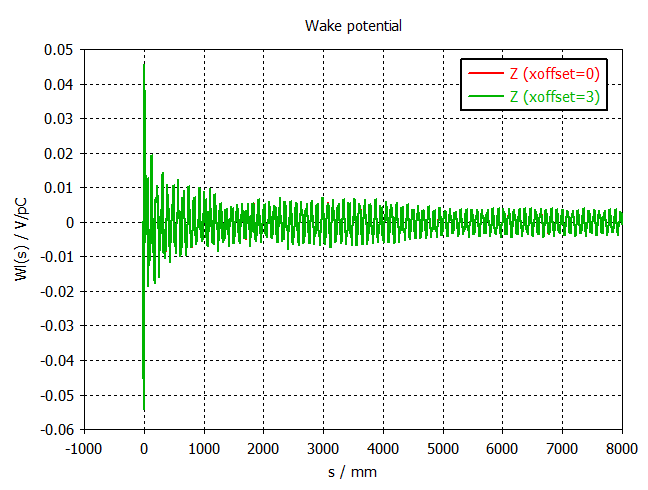 Wake potential
0.05
0.04
0.03
0.02
0.01
0
-0.01
-0.02
-0.03
-0.04
-0.05
-0.06
Wl(s) / V/pC
Z (xoffset=0)
Z (xoffset=3)
-1000 0 1000 2000 3000 4000 5000 6000 7000 8000
s / mm